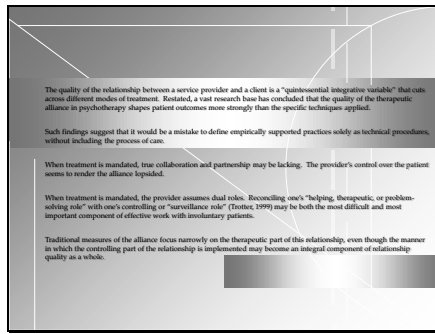 The quality of the relationship between a service provider and a client is a “quintessential integrative variable” that cuts
across different modes of treatment.  Restated, a vast research base has concluded that the quality of the therapeutic
alliance in psychotherapy shapes patient outcomes more strongly than the specific techniques applied.
Such findings suggest that it would be a mistake to define empirically supported practices solely as technical procedures,
without including the process of care.
When treatment is mandated, true collaboration and partnership may be lacking.  The provider’s control over the patient
seems to render the alliance lopsided.
When treatment is mandated, the provider assumes dual roles.  Reconciling one’s “helping, therapeutic, or problem-
solving role” with one’s controlling or “surveillance role” (Trotter, 1999) may be both the most difficult and most
important component of effective work with involuntary patients.
Traditional measures of the alliance focus narrowly on the therapeutic part of this relationship, even though the manner
in which the controlling part of the relationship is implemented may become an integral component of relationship
quality as a whole.